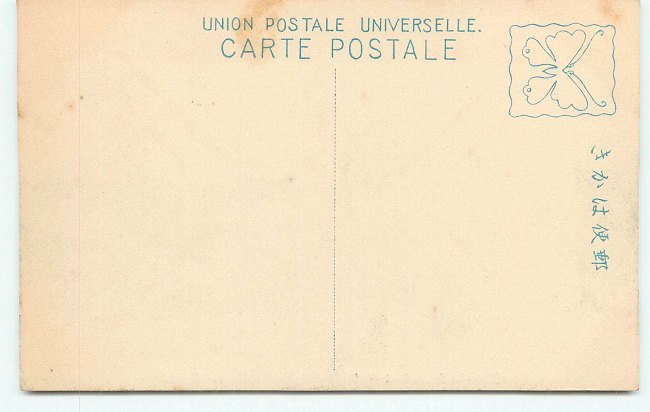 UNION POSTALE UNIVERSELLE.
CARTE POSTALE
きかは便郵